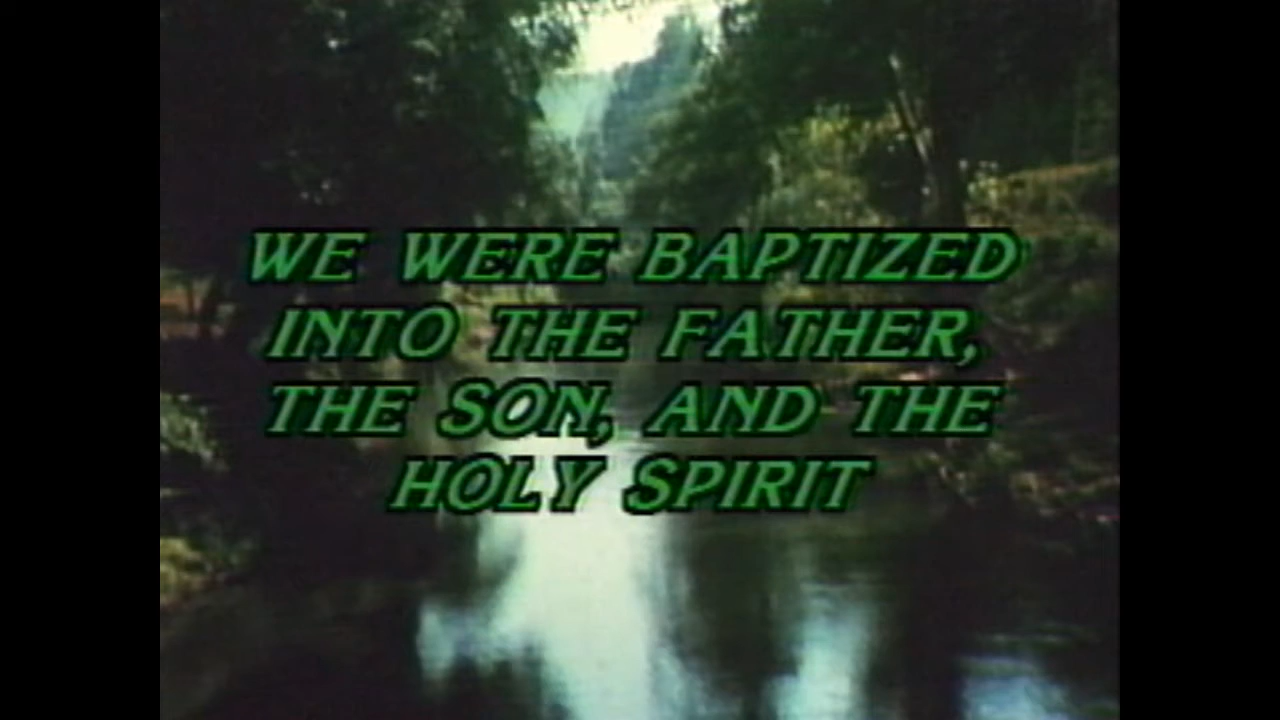 WE WERE BAPTIZED
INTO THE FATHER,
THE SON, AND THE
HOLY SPIRIT